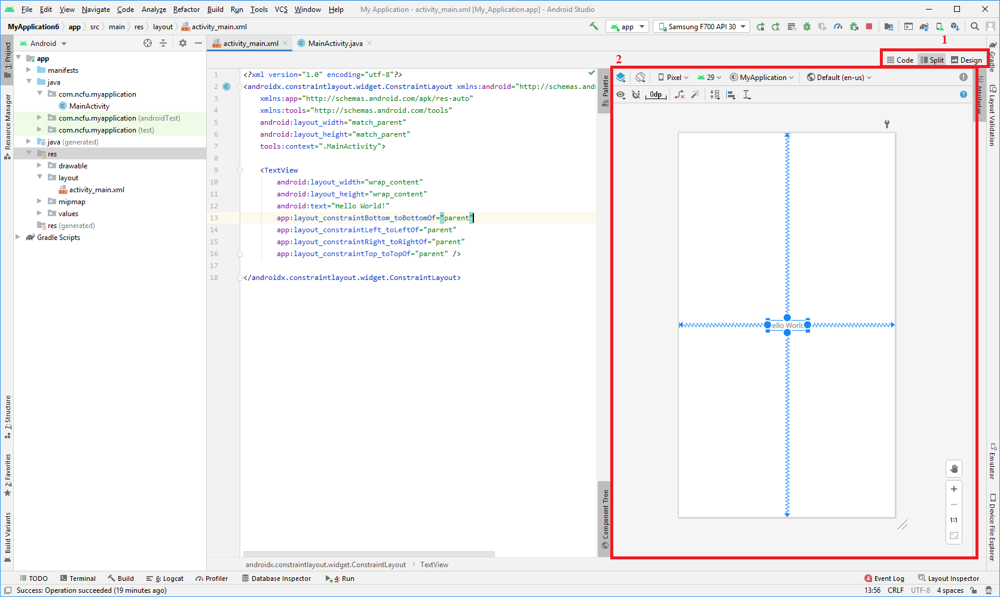 File Edit View Navigate Code Analyze Refactor Build Run Tools VCS Window Help My Application - activity_main.xml [My_Application.app] - Android Studio
MyApplication6 app src main res layout activity_main.xml app Samsung F700 API 30
Android
activity_main.xml MainActivity.java
1
Code Split Design
2
1: Project
Resource Manager
7: Structure
2: Favorites
Build Variants
app
manifests
java
com.ncfu.myapplication
MainActivity
com.ncfu.myapplication (androidTest)
com.ncfu.myapplication (test)
java (generated)
res
drawable
layout
activity_main.xml
mipmap
values
res (generated)
Gradle Scripts
1 <?xml version="1.0" encoding="utf-8"?>
2 <androidx.constraintlayout.widget.ConstraintLayout xmlns:android="http://schemas.and
3 xmlns:app="http://schemas.android.com/apk/res-auto"
4 xmlns:tools="http://schemas.android.com/tools"
5 android:layout_width="match_parent"
6 android:layout_height="match_parent"
7 tools:context=".MainActivity">
8
9 <TextView
10 android:layout_width="wrap_content"
11 android:layout_height="wrap_content"
12 android:text="Hello World!"
13 app:layout_constraintBottom_toBottomOf="parent"
14 app:layout_constraintLeft_toLeftOf="parent"
15 app:layout_constraintRight_toRightOf="parent"
16 app:layout_constraintTop_toTopOf="parent" />
17
18 </androidx.constraintlayout.widget.ConstraintLayout>
androidx.constraintlayout.widget.ConstraintLayout TextView
Palette
Component Tree
Pixel 29 MyApplication Default (en-us)
0dp
ello World
1:1
Attributes
Gradle
Layout Validation
Emulator
Device File Explorer
TODO Terminal Build 6: Logcat Profiler Database Inspector 4: Run 4 Event Log Layout Inspector
Success: Operation succeeded (19 minutes ago) 13:56 CRLF UTF-8 4 spaces